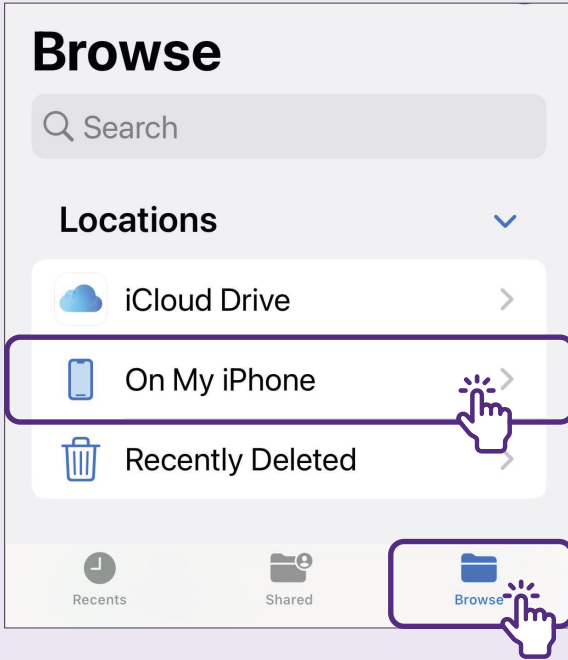 Browse
Search
Locations
iCloud Drive
On My iPhone
Recently Deleted
Recents Shared Browse